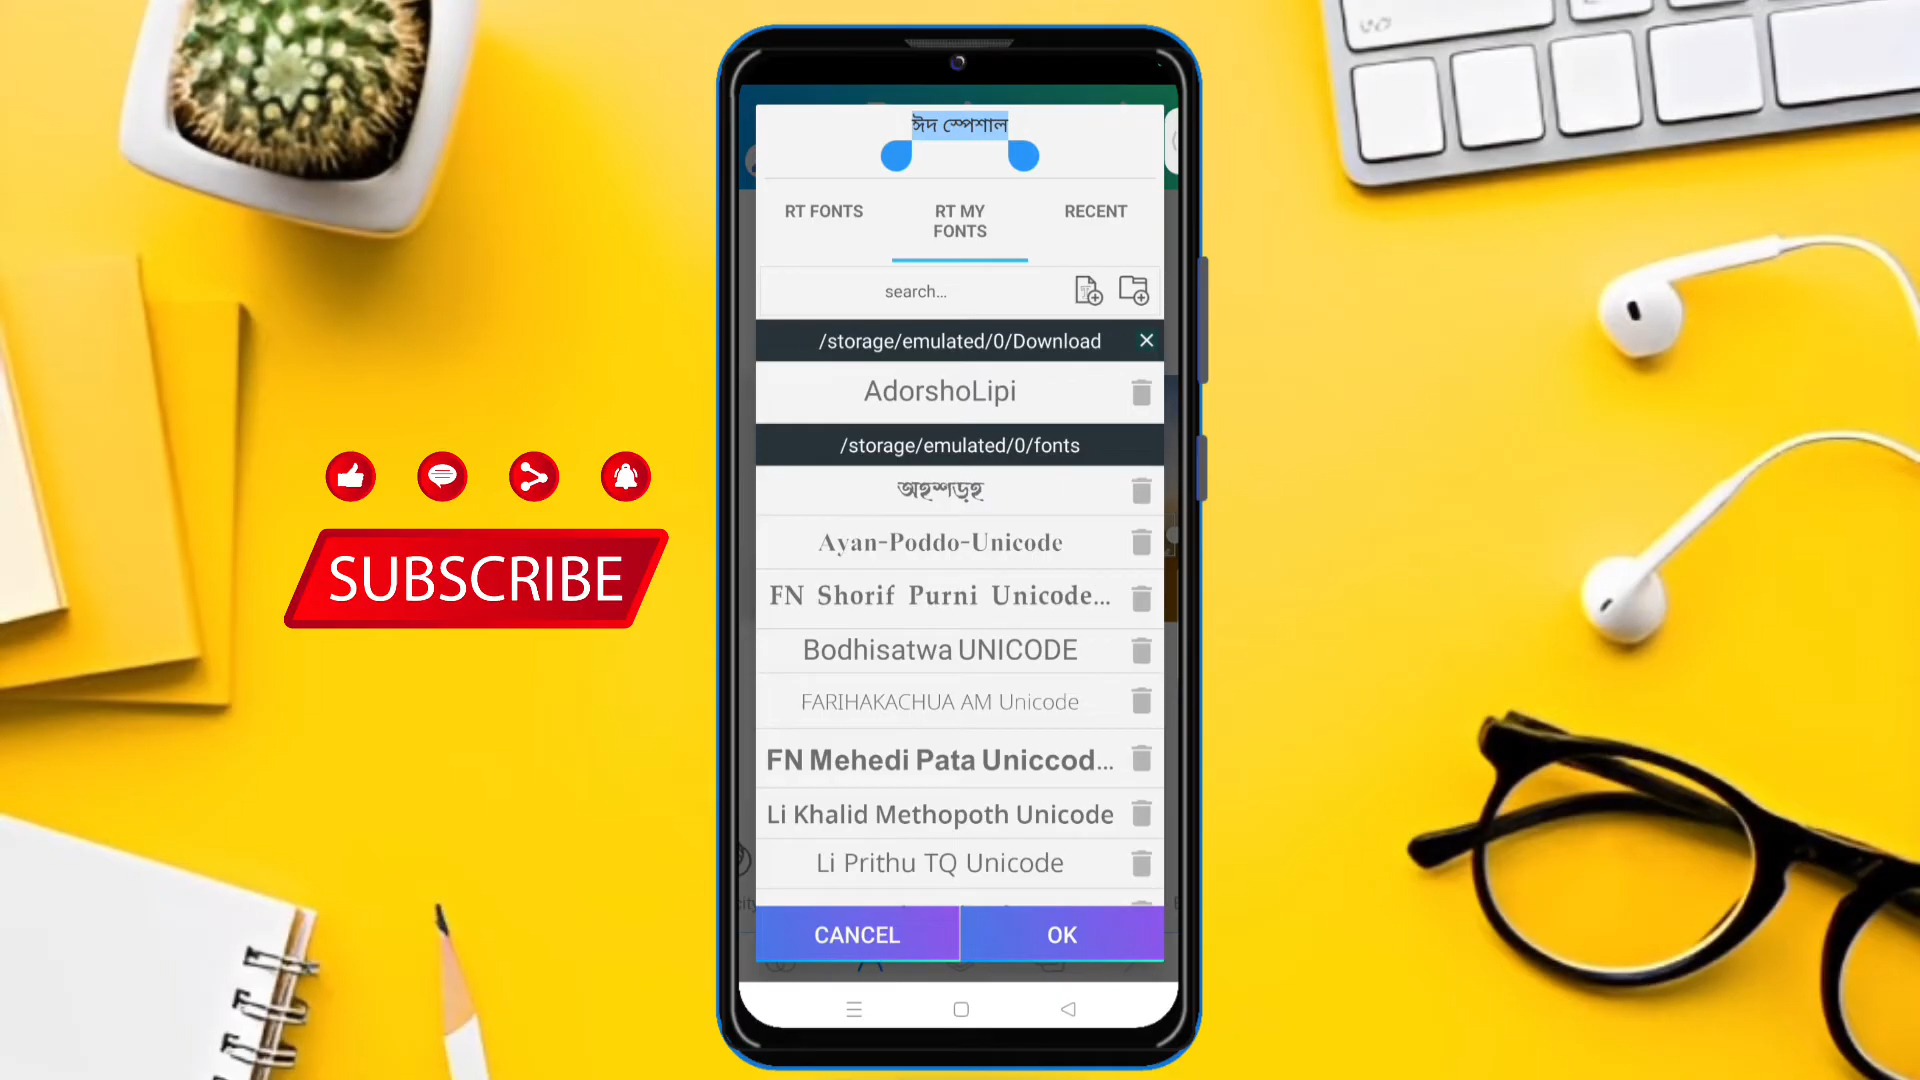 ঈদ স্পেশাল
RT FONTS
RT MY
FONTS
RECENT
search...
/storage/emulated/0/Download
AdorshoLipi
/storage/emulated/0/fonts
অহশড়হ
Ayan-Poddo-Unicode
FN Shorif Purni Unicode...
Bodhisatwa UNICODE
FARIHAKACHUA AM Unicode
FN Mehedi Pata Uniccod...
Li Khalid Methopoth Unicode
Li Prithu TQ Unicode
CANCEL
OK
SUBSCRIBE